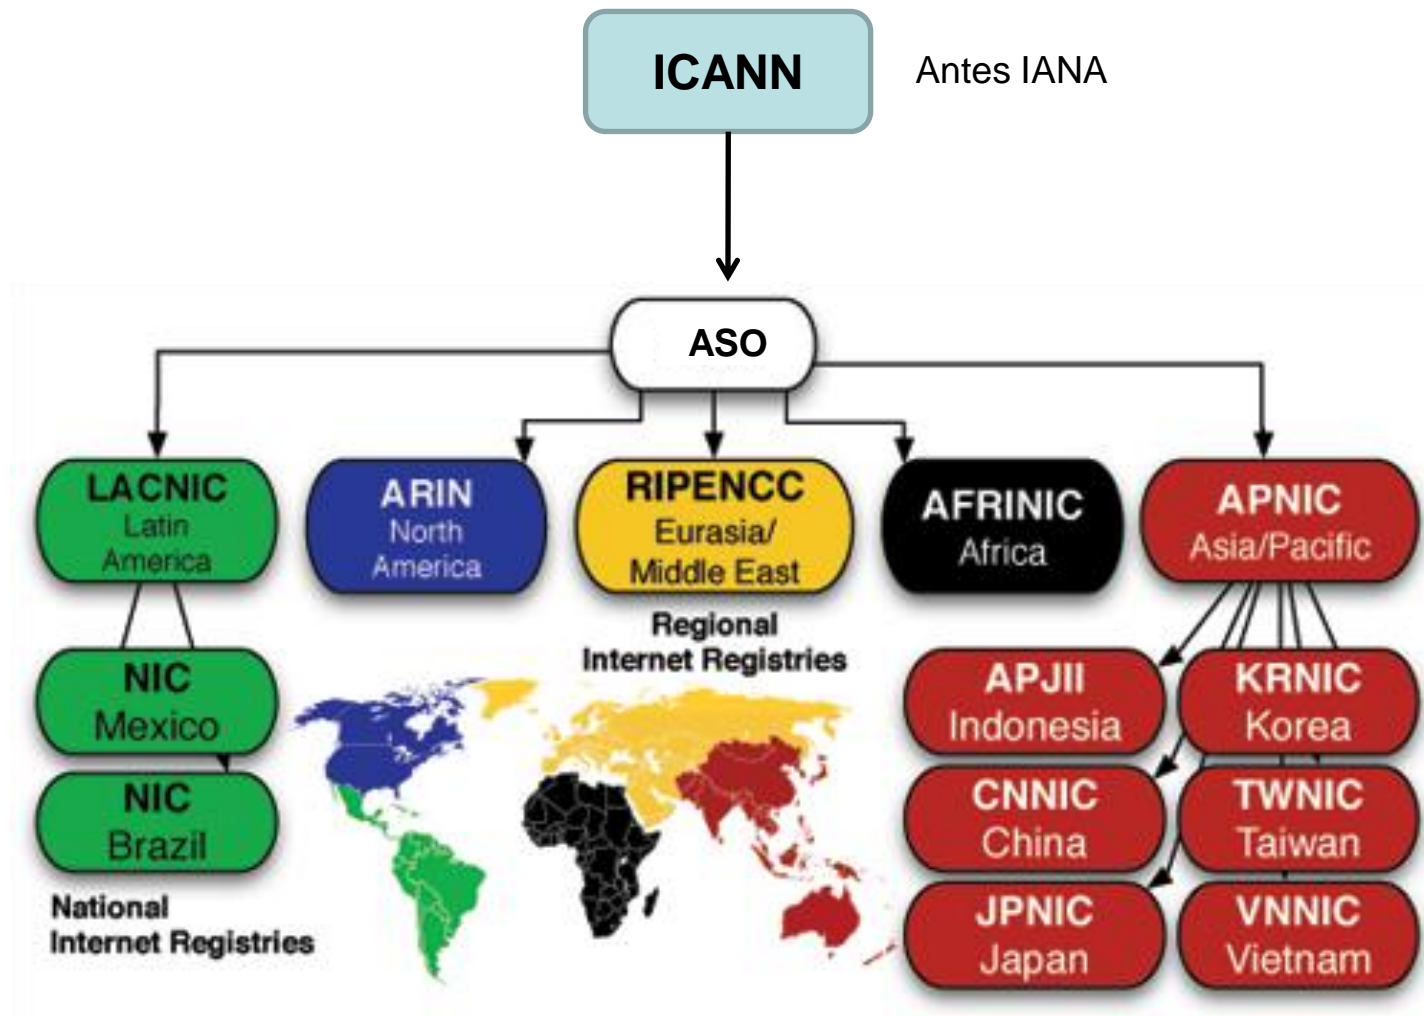 ICANN
Antes IANA
ASO
LACNIC
Latin
America
ARIN
North
America
RIPENCC
Eurasia/
Middle East
AFRINIC
Africa
APNIC
Asia/Pacific
Regional
Internet Registries
NIC
Mexico
NIC
Brazil
National
Internet Registries
APJII
Indonesia
KRNIC
Korea
CNNIC
China
TWNIC
Taiwan
JPNIC
Japan
VNNIC
Vietnam